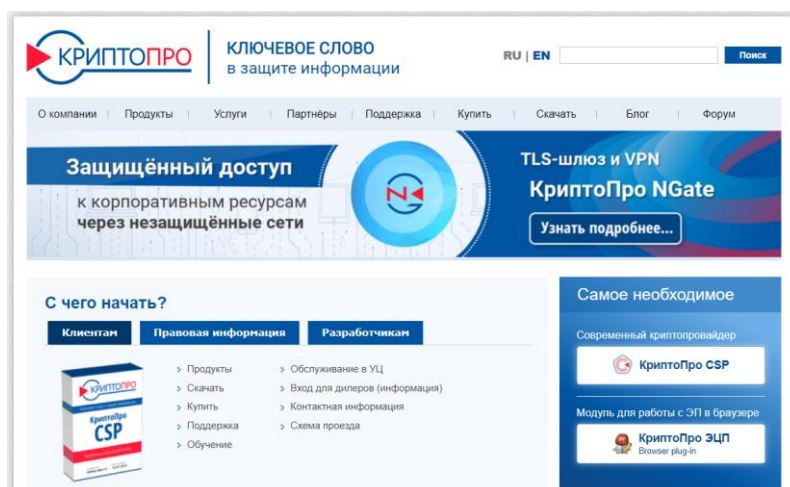 КРИПТОПРО
КЛЮЧЕВОЕ СЛОВО
в защите информации
RU | EN
Поиск
О компании | Продукты | Услуги | Партнёры | Поддержка | Купить | Скачать | Блог | Форум
Защищённый доступ
к корпоративным ресурсам
через незащищённые сети
TLS-шлюз и VPN
КриптоПро NGate
Узнать подробнее...
С чего начать?
Клиентам
Правовая информация
Разработчикам
КРИПТОПРО
КриптоПро
CSP
Продукты
Скачать
Купить
Поддержка
Обучение
Обслуживание в УЦ
Вход для дилеров (информация)
Контактная информация
Схема проезда
Самое необходимое
Современный криптопровайдер
КриптоПро CSP
Модуль для работы с ЭП в браузере
КриптоПро ЭЦП
Browser plug-in